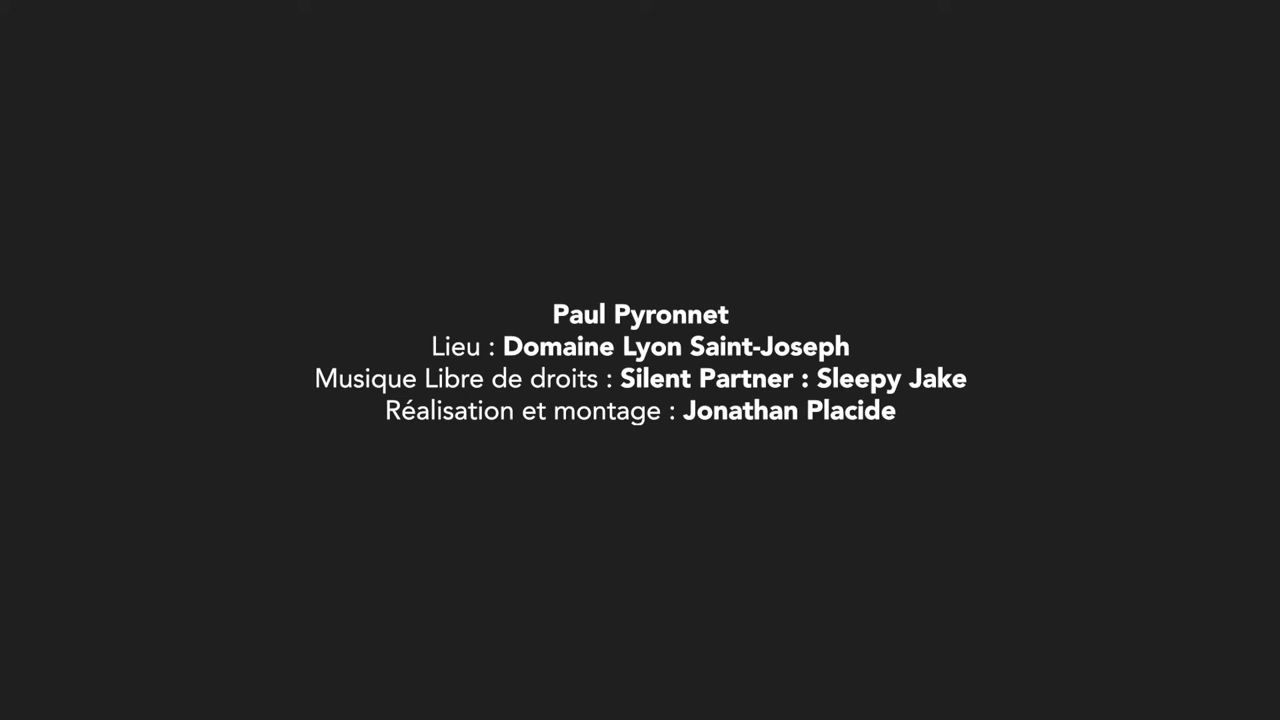 Paul Pyronnet
Lieu : Domaine Lyon Saint-Joseph
Musique Libre de droits : Silent Partner : Sleepy Jake
Réalisation et montage : Jonathan Placide